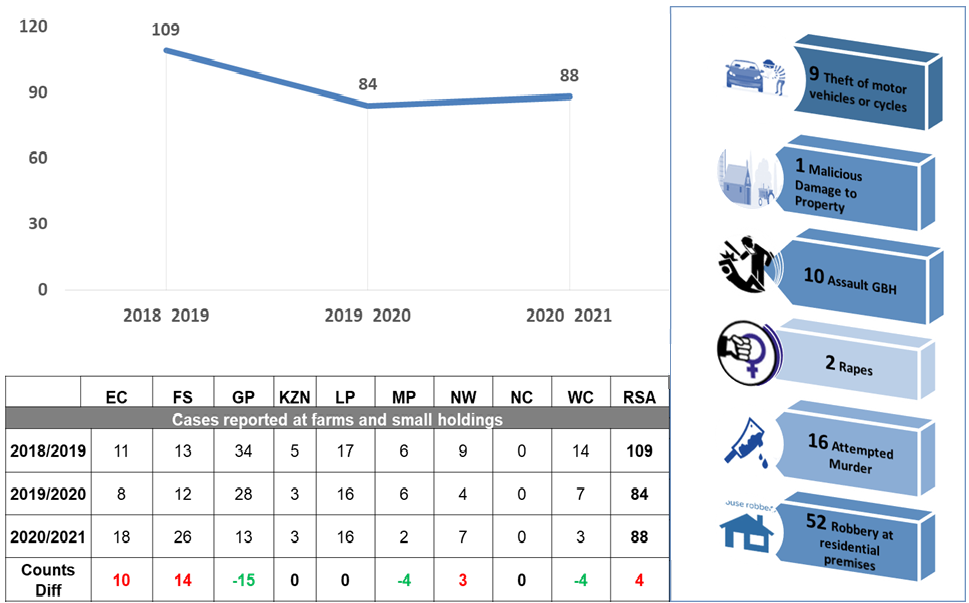 120
109
90
84
88
60
30
0
2018 2019
2019 2020
2020 2021
EC FS GP KZN LP MP NW NC WC RSA
Cases reported at farms and small holdings
2018/2019 11 13 34 5 17 6 9 0 14 109
2019/2020 8 12 28 3 16 6 4 0 7 84
2020/2021 18 26 13 3 16 2 7 0 3 88
Counts Diff 10 14 -15 0 0 -4 3 0 -4 4
9 Theft of motor
vehicles or cycles
1 Malicious
Damage to
Property
10 Assault GBH
2 Rapes
16 Attempted
Murder
52 Robbery at
residential
premises